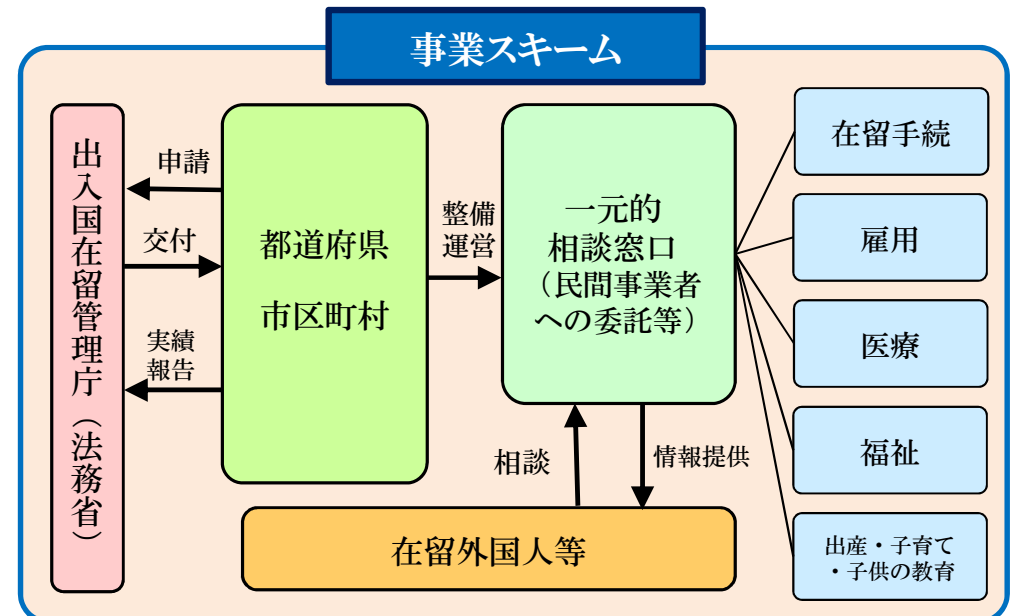 事業スキーム
出入国在留管理庁（法務省）
申請
交付
実績
報告
都道府県
市区町村
整備
運営
一元的
相談窓口
（民間事業者
への委託等）
相談
情報提供
在留外国人等
在留手続
雇用
医療
福祉
出産・子育て
・子供の教育